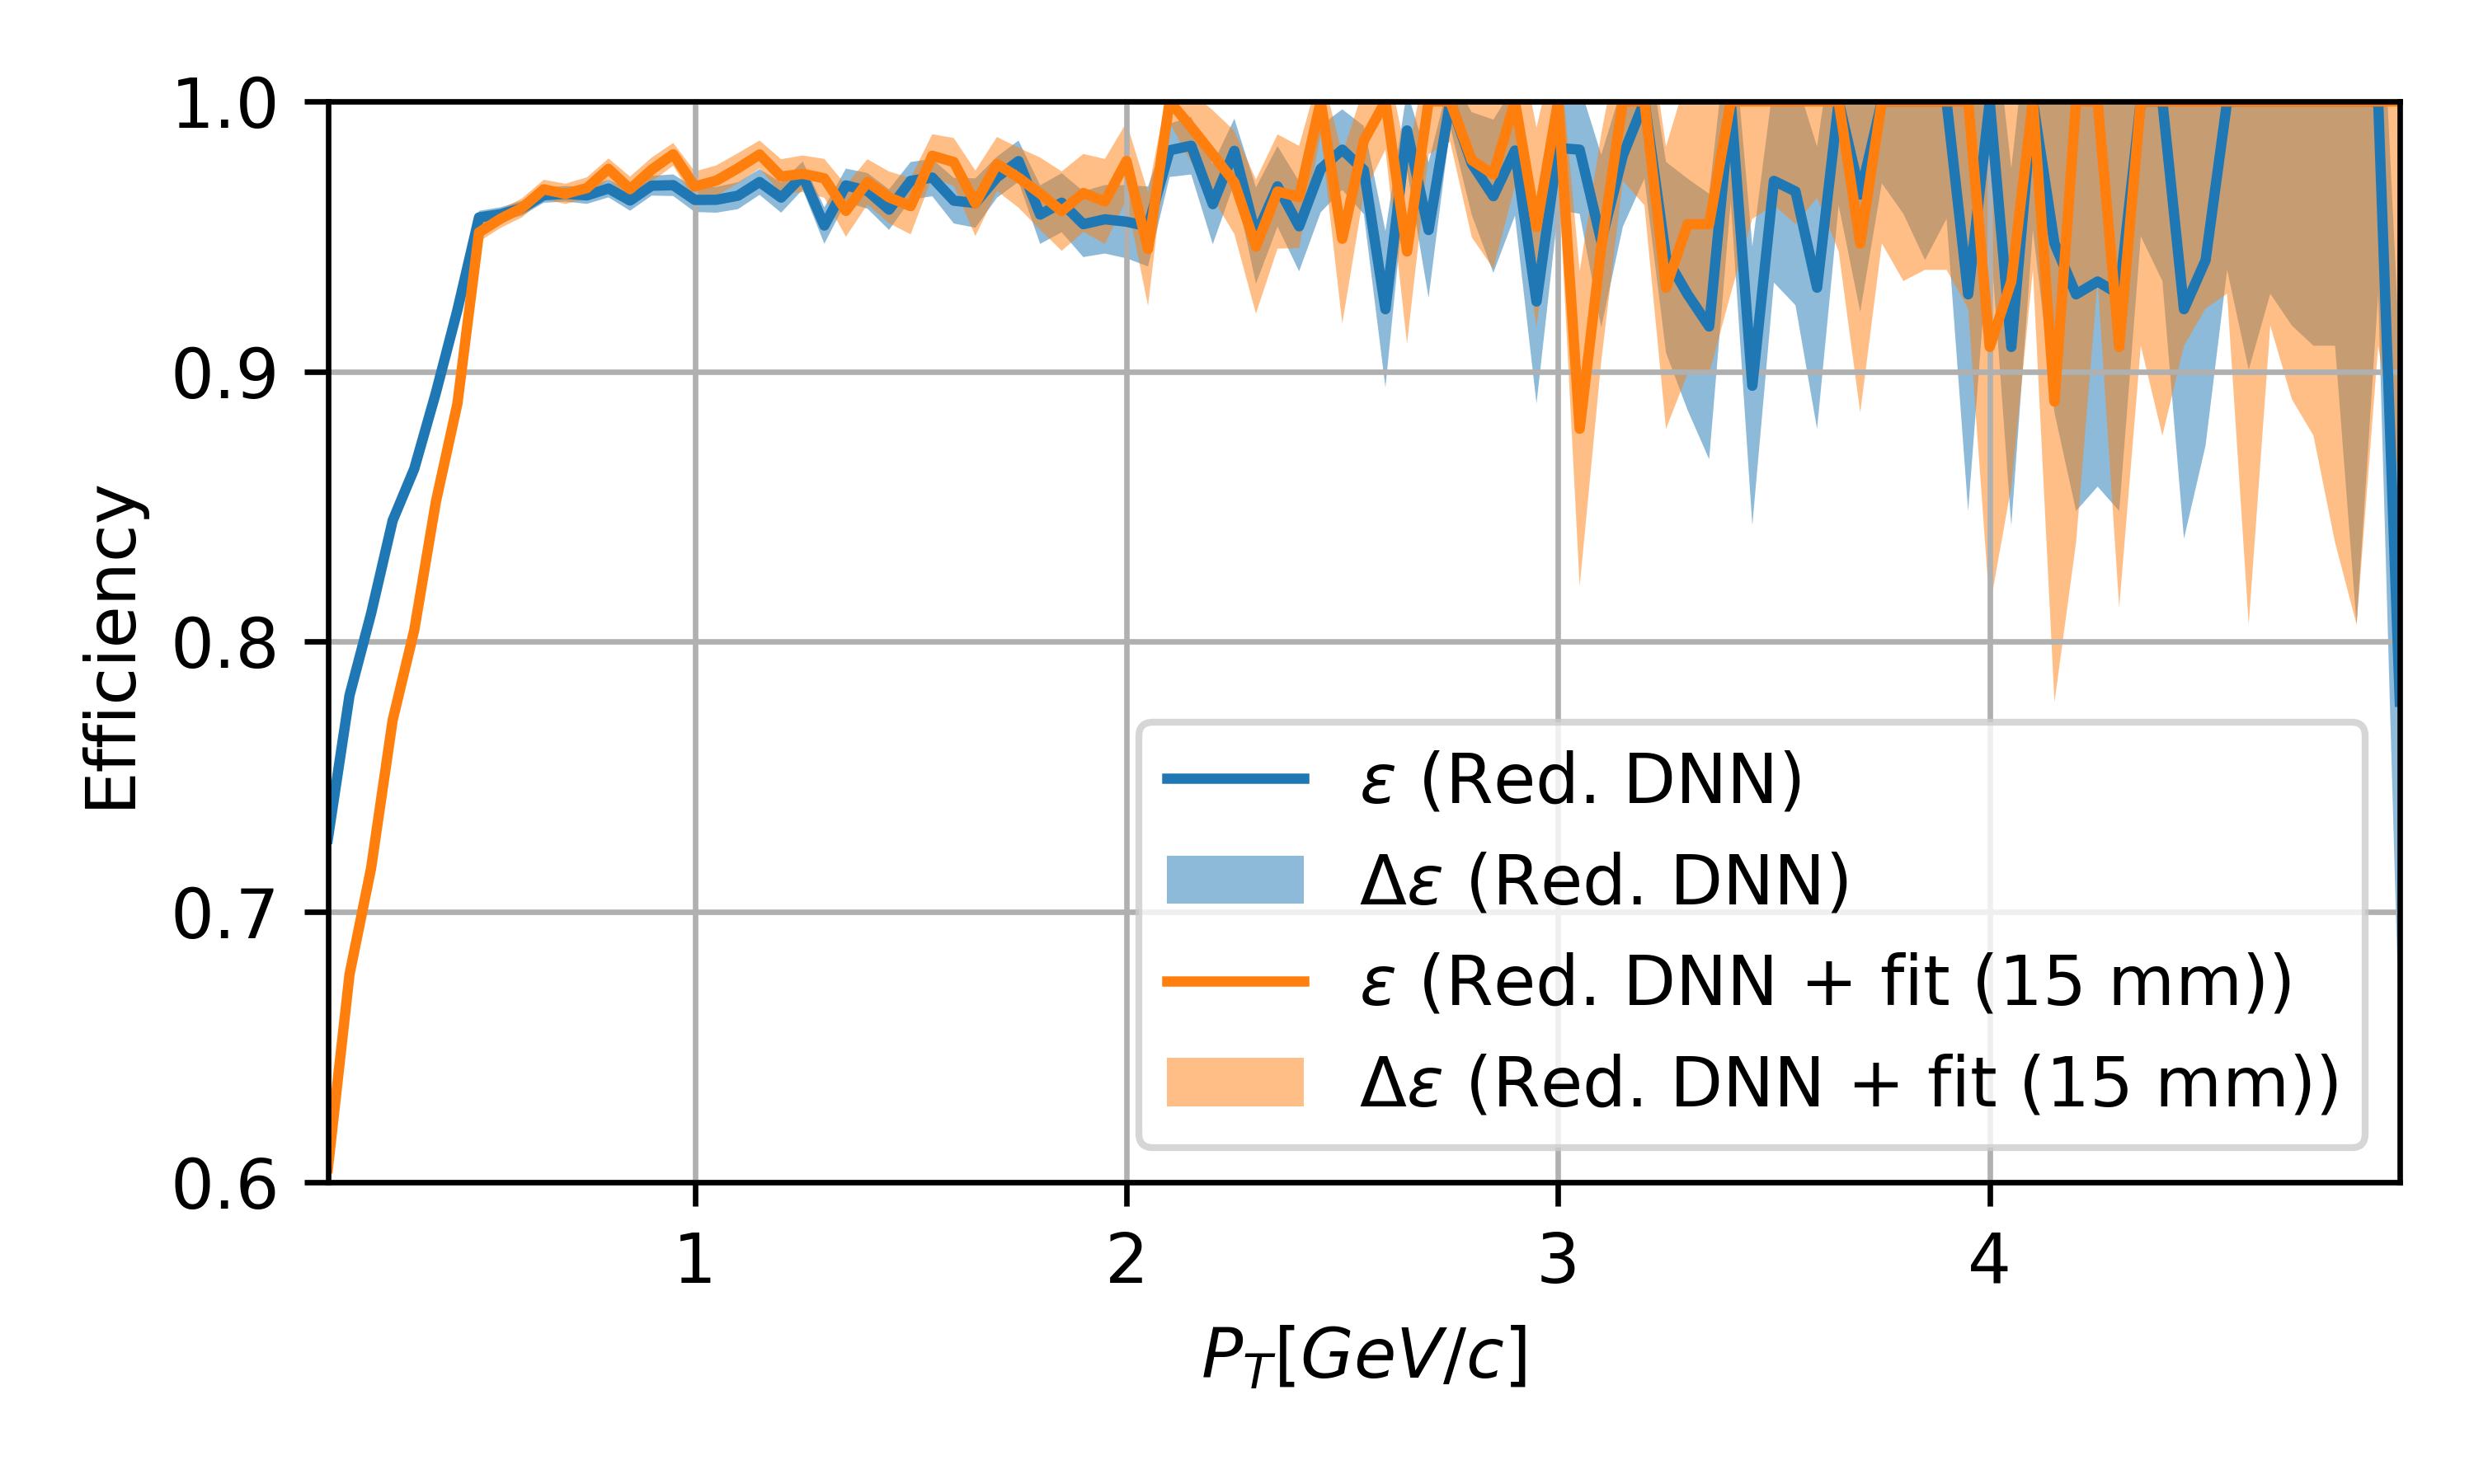 1.0
0.9
0.8
0.7
0.6
Efficiency
ε (Red. DNN)
Δε (Red. DNN)
ε (Red. DNN + fit (15 mm))
Δε (Red. DNN + fit (15 mm))
1 2 3 4
P_T[GeV/c]